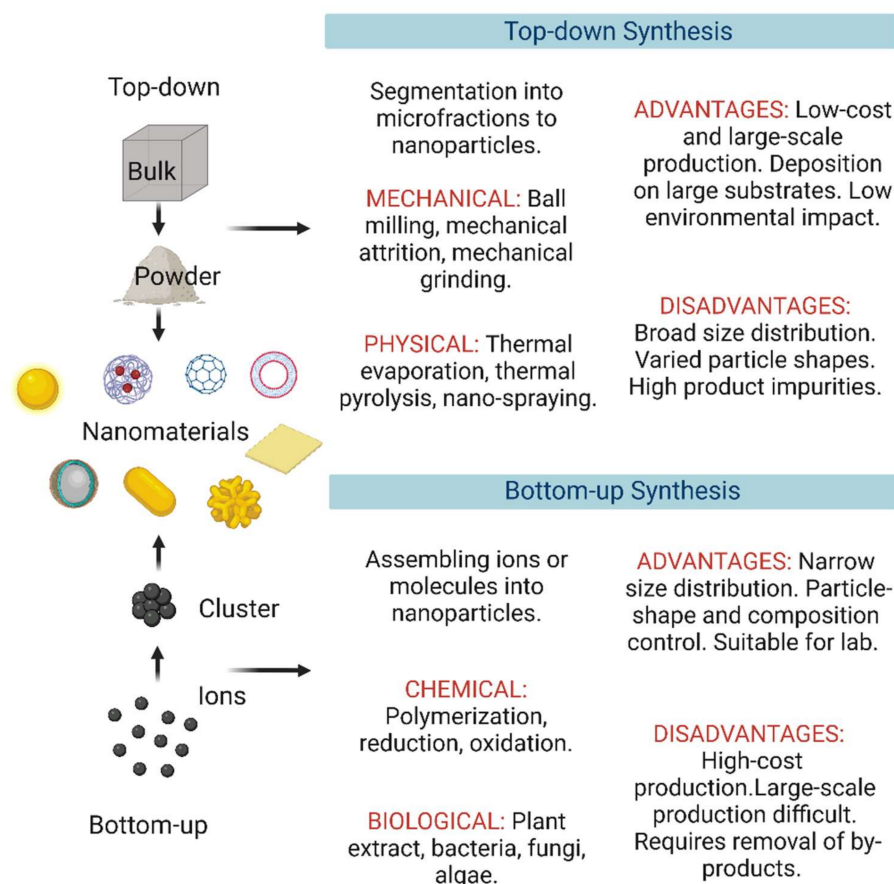 Top-down
Bulk
Powder
Nanomaterials
Cluster
Ions
Bottom-up
Top-down Synthesis
Segmentation into
microfractions to
nanoparticles.
MECHANICAL: Ball
milling, mechanical
attrition, mechanical
grinding.
PHYSICAL: Thermal
evaporation, thermal
pyrolysis, nano-spraying.
ADVANTAGES: Low-cost
and large-scale
production. Deposition
on large substrates. Low
environmental impact.
DISADVANTAGES:
Broad size distribution.
Varied particle shapes.
High product impurities.
Bottom-up Synthesis
Assembling ions or
molecules into
nanoparticles.
CHEMICAL:
Polymerization,
reduction, oxidation.
BIOLOGICAL: Plant
extract, bacteria, fungi,
algae.
ADVANTAGES: Narrow
size distribution. Particle-
shape and composition
control. Suitable for lab.
DISADVANTAGES:
High-cost
production.Large-scale
production difficult.
Requires removal of by-
products.